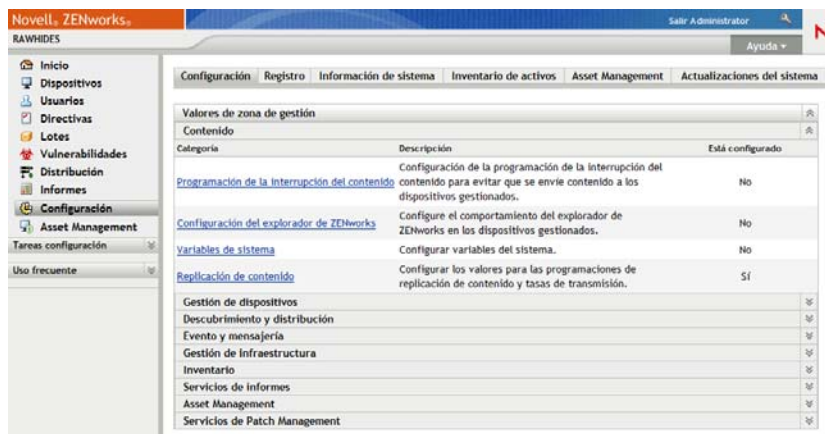 Novell® ZENworks®
Salir Administrator
RAWHIDES
Ayuda
Inicio
Dispositivos
Usuarios
Directivas
Lotes
Vulnerabilidades
Distribución
Informes
Configuración
Asset Management
Tareas configuración
Uso frecuente
Configuración Registro Información de sistema Inventario de activos Asset Management Actualizaciones del sistema
Valores de zona de gestión
Contenido
Categoría Descripción Está configurado
Programación de la interrupción del contenido Configuración de la programación de la interrupción del contenido para evitar que se envíe contenido a los dispositivos gestionados. No
Configuración del explorador de ZENworks Configure el comportamiento del explorador de ZENworks en los dispositivos gestionados. No
Variables de sistema Configurar variables del sistema. No
Replicación de contenido Configurar los valores para las programaciones de replicación de contenido y tasas de transmisión. Sí
Gestión de dispositivos
Descubrimiento y distribución
Evento y mensajería
Gestión de infraestructura
Inventario
Servicios de informes
Asset Management
Servicios de Patch Management